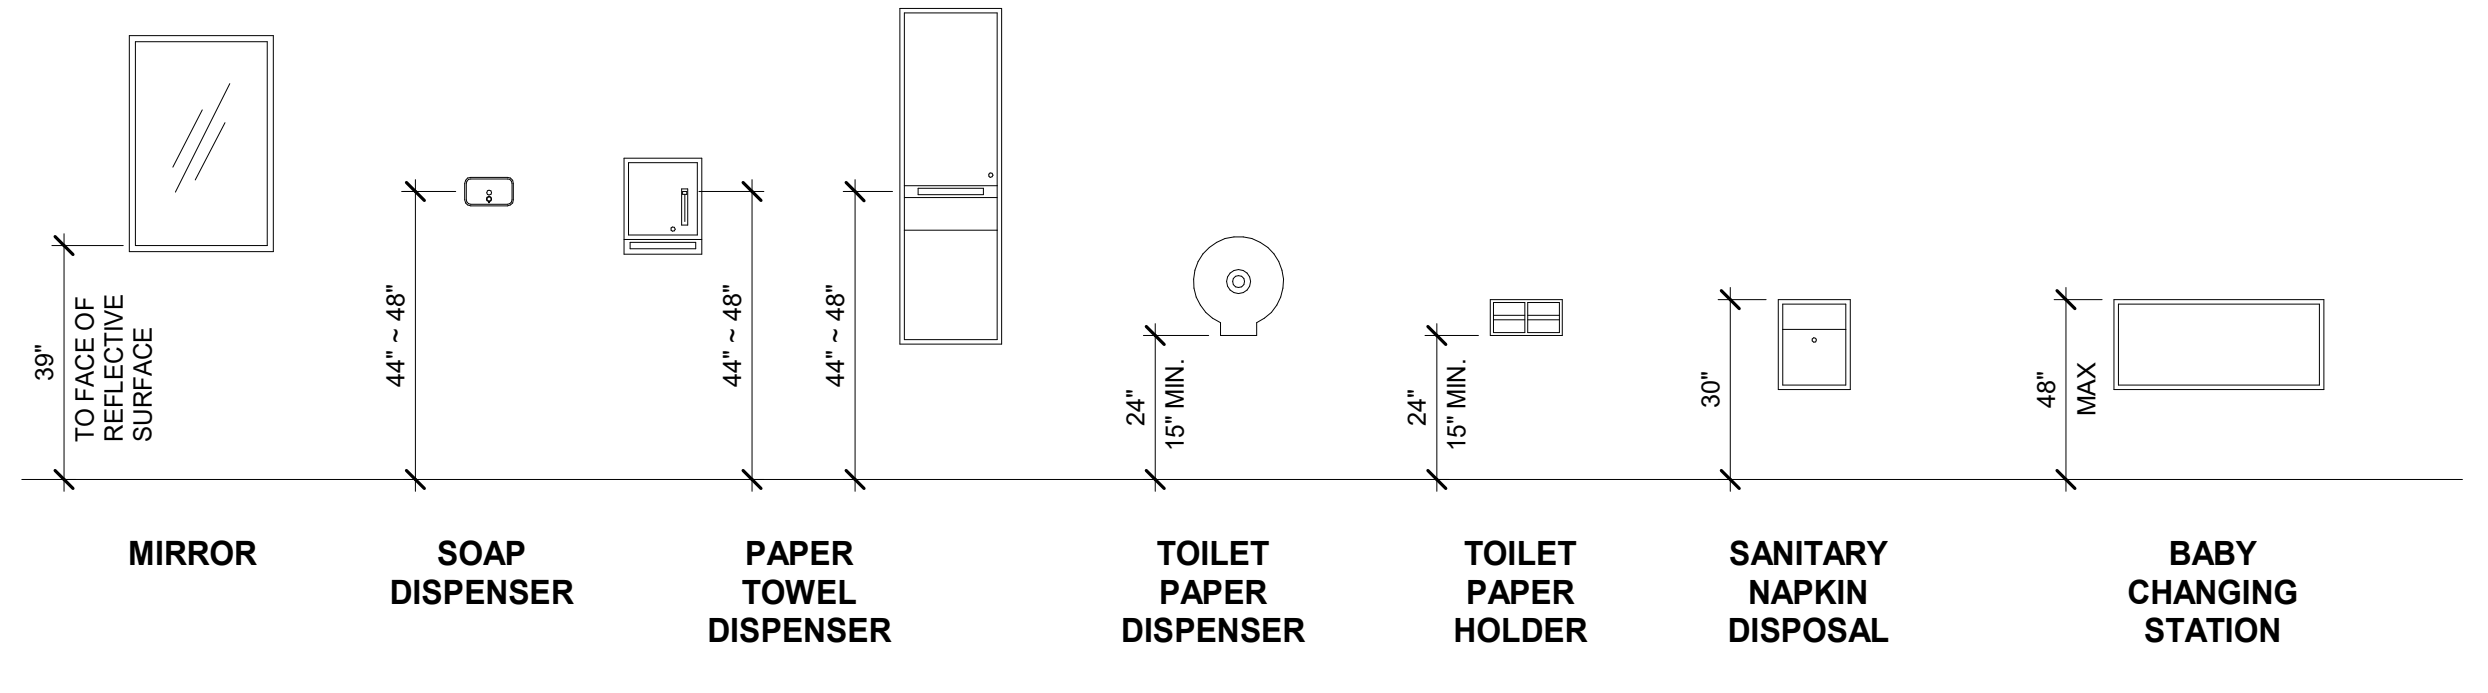 39"
TO FACE OF
REFLECTIVE
SURFACE
44" ~ 48"
44" ~ 48"
44" ~ 48"
24"
15" MIN.
24"
15" MIN.
30"
48"
MAX
MIRROR
SOAP
DISPENSER
PAPER
TOWEL
DISPENSER
TOILET
PAPER
DISPENSER
TOILET
PAPER
HOLDER
SANITARY
NAPKIN
DISPOSAL
BABY
CHANGING
STATION